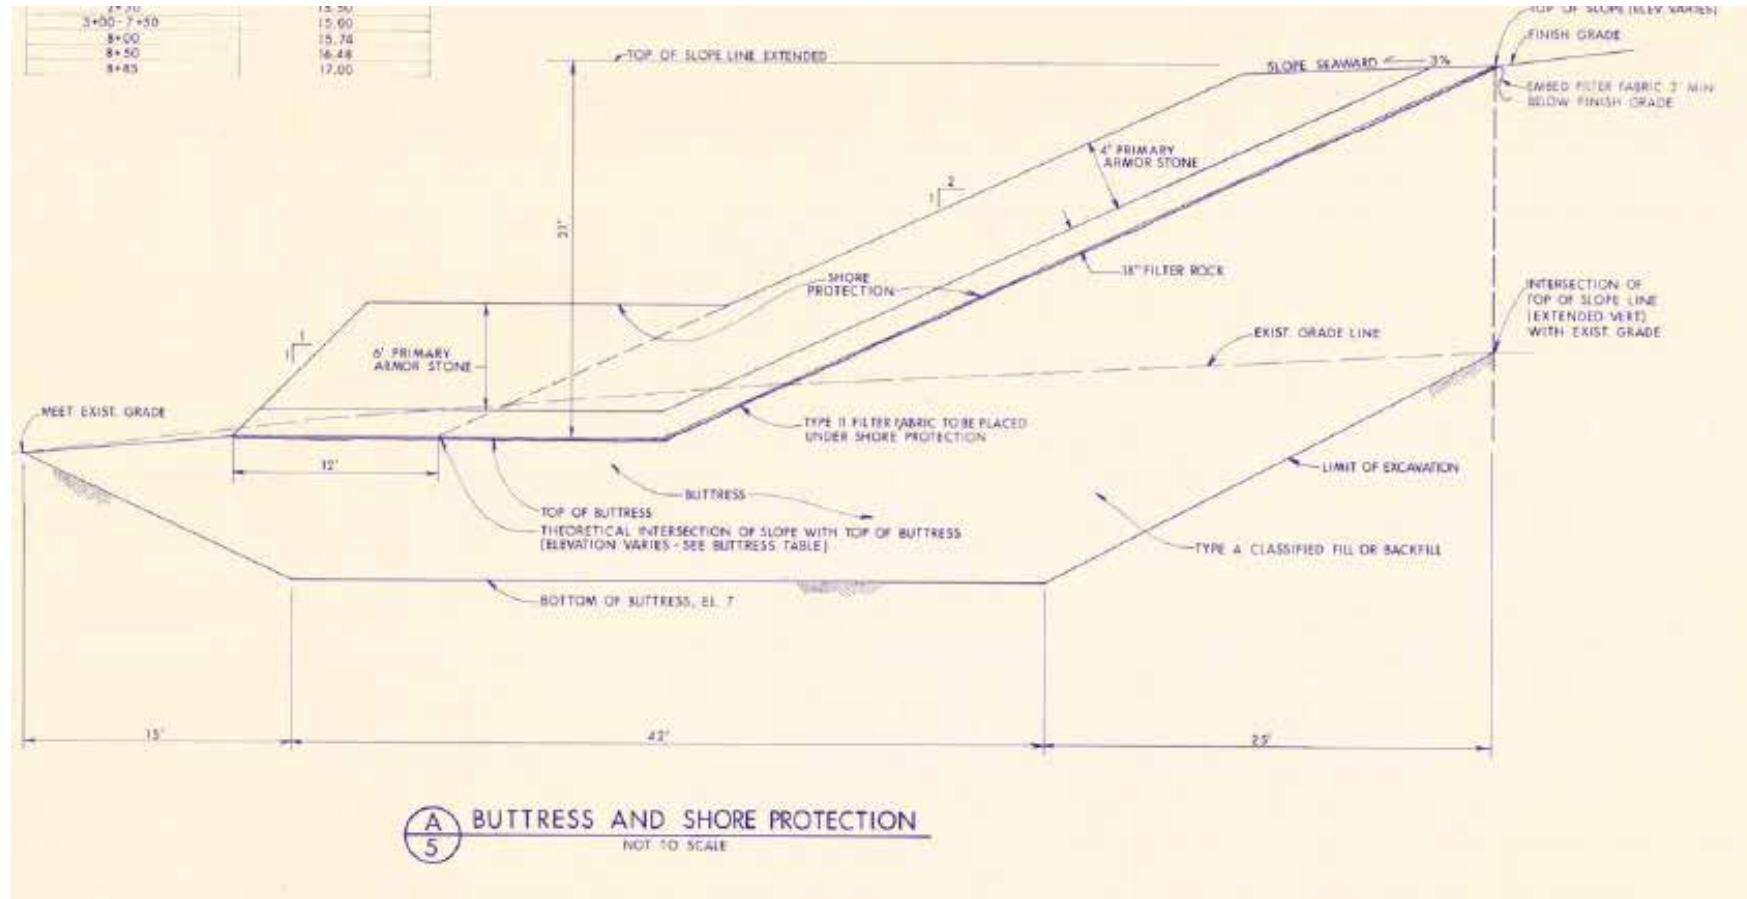 3+00-7+50 15.00
8+00 15.74
8+50 16.48
8+85 17.00
TOP OF SLOPE LINE EXTENDED
TOP OF SLOPE (ELEV VARIES)
FINISH GRADE
SLOPE SEAWARD 3%
EMBED FILTER FABRIC 2' MIN
BELOW FINISH GRADE
4' PRIMARY
ARMOR STONE
2
1
18" FILTER ROCK
SHORE
PROTECTION
INTERSECTION OF
TOP OF SLOPE LINE
(EXTENDED VERT)
WITH EXIST. GRADE
EXIST. GRADE LINE
1
1
6' PRIMARY
ARMOR STONE
MEET EXIST. GRADE
TYPE II FILTER FABRIC TO BE PLACED
UNDER SHORE PROTECTION
12'
LIMIT OF EXCAVATION
BUTTRESS
TOP OF BUTTRESS
THEORETICAL INTERSECTION OF SLOPE WITH TOP OF BUTTRESS
(ELEVATION VARIES - SEE BUTTRESS TABLE)
TYPE A CLASSIFIED FILL OR BACKFILL
BOTTOM OF BUTTRESS, EL. 7
15' 42' 25'
A
5
BUTTRESS AND SHORE PROTECTION
NOT TO SCALE